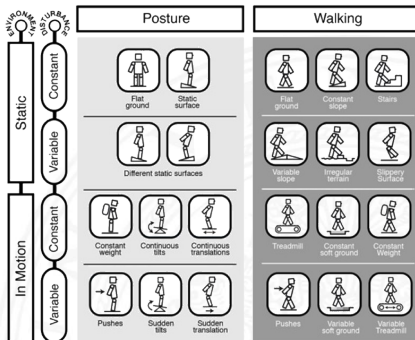 ENVIRONMENT
DISTURBANCE
Posture
Walking
Static
In Motion
Constant
Variable
Constant
Variable
Flat
ground
Static
surface
Flat
ground
Constant
slope
Stairs
Different static surfaces
Variable
slope
Irregular
terrain
Slippery
Surface
Constant
weight
Continuous
tilts
Continuous
translations
Treadmill
Constant
soft ground
Constant
Weight
Pushes
Sudden
tilts
Sudden
translation
Pushes
Variable
soft ground
Variable
Treadmill